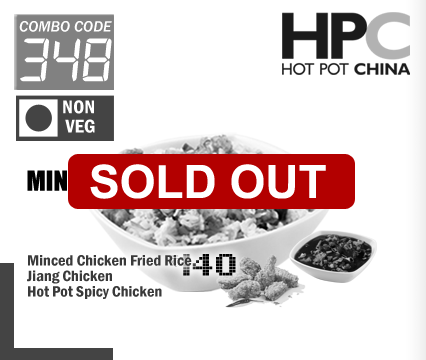 COMBO CODE
348
HPC
HOT POT CHINA
NON
VEG
MIN
SOLD OUT
140
Minced Chicken Fried Rice
Jiang Chicken
Hot Pot Spicy Chicken